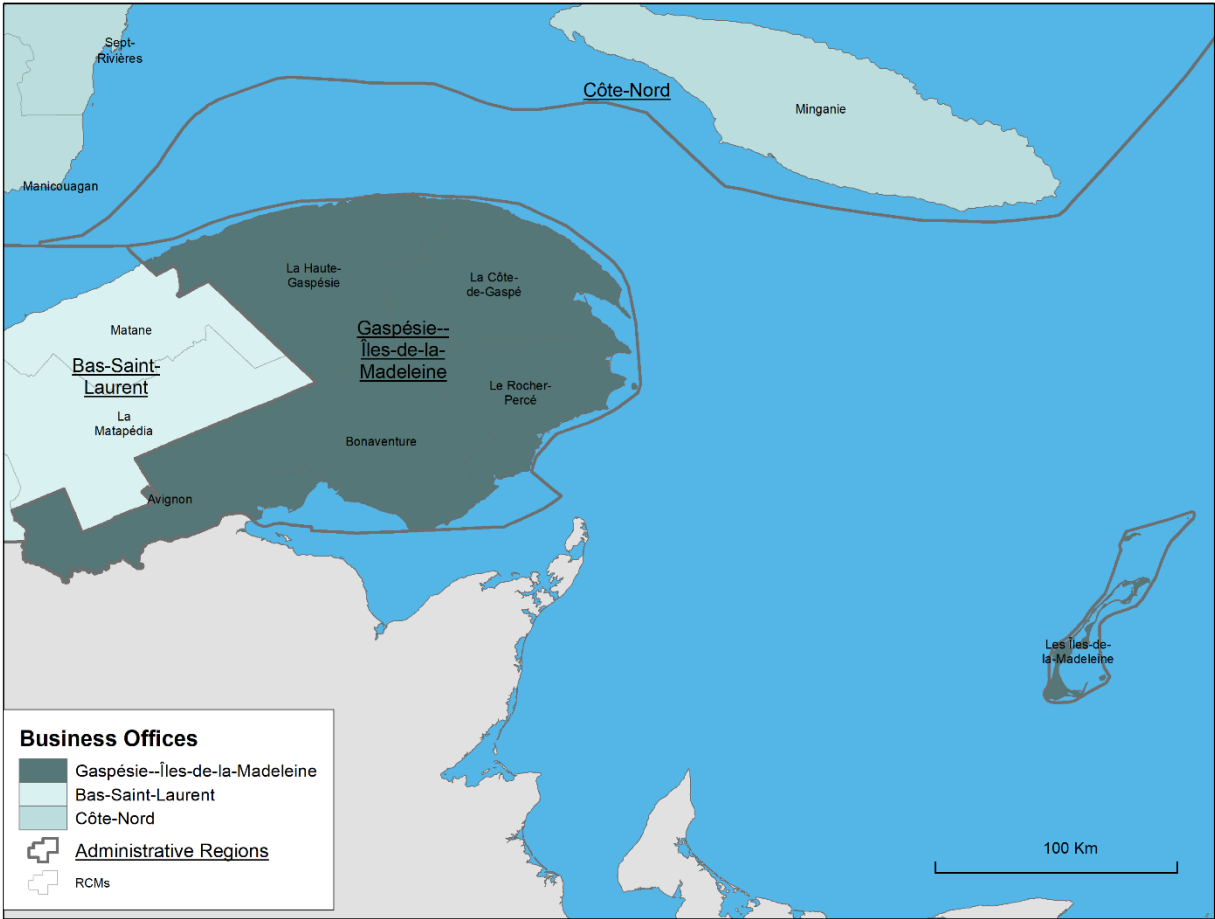 Sept-
Rivières
Côte-Nord
Minganie
Manicouagan
La Haute-
Gaspésie
La Côte-
de-Gaspé
Matane
Gaspésie--
Îles-de-la-
Madeleine
Bas-Saint-
Laurent
Le Rocher-
Percé
La
Matapédia
Bonaventure
Avignon
Les Îles-de-
la-Madeleine
Business Offices
Gaspésie--Îles-de-la-Madeleine
Bas-Saint-Laurent
Côte-Nord
Administrative Regions
RCMs
100 Km